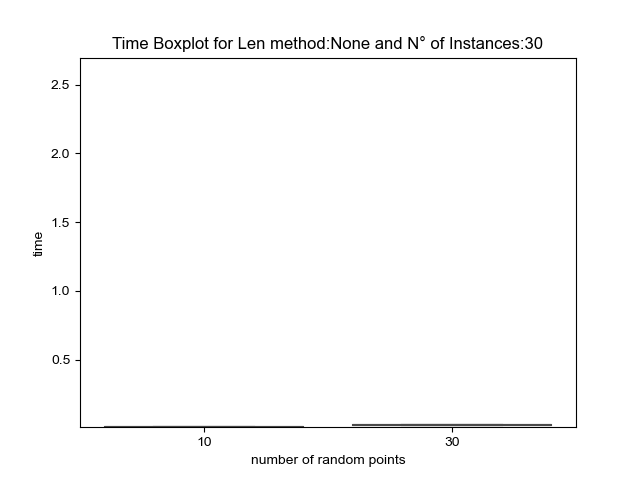 Time Boxplot for Len method:None and N° of Instances:30
2.5
2.0
1.5
1.0
0.5
time
10 30
number of random points